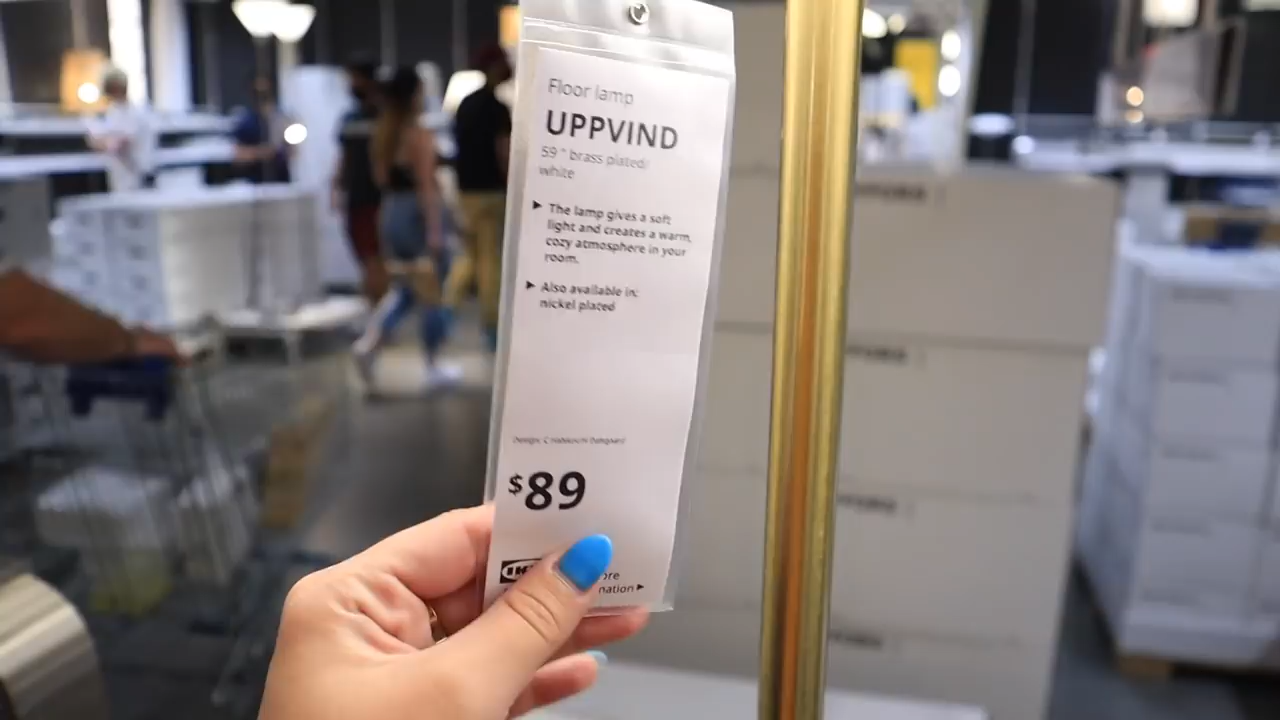 Floor lamp
UPPVIND
59 " brass plated/
white
▶ The lamp gives a soft
light and creates a warm,
cozy atmosphere in your
room.
▶ Also available in:
nickel plated
$89